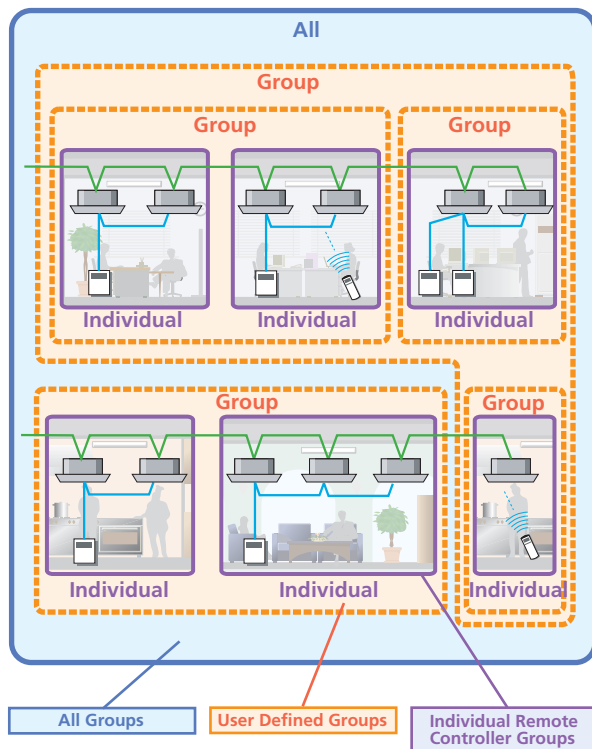 All
Group
Group
Group
Individual
Individual
Individual
Group
Group
Individual
Individual
Individual
All Groups
User Defined Groups
Individual Remote
Controller Groups